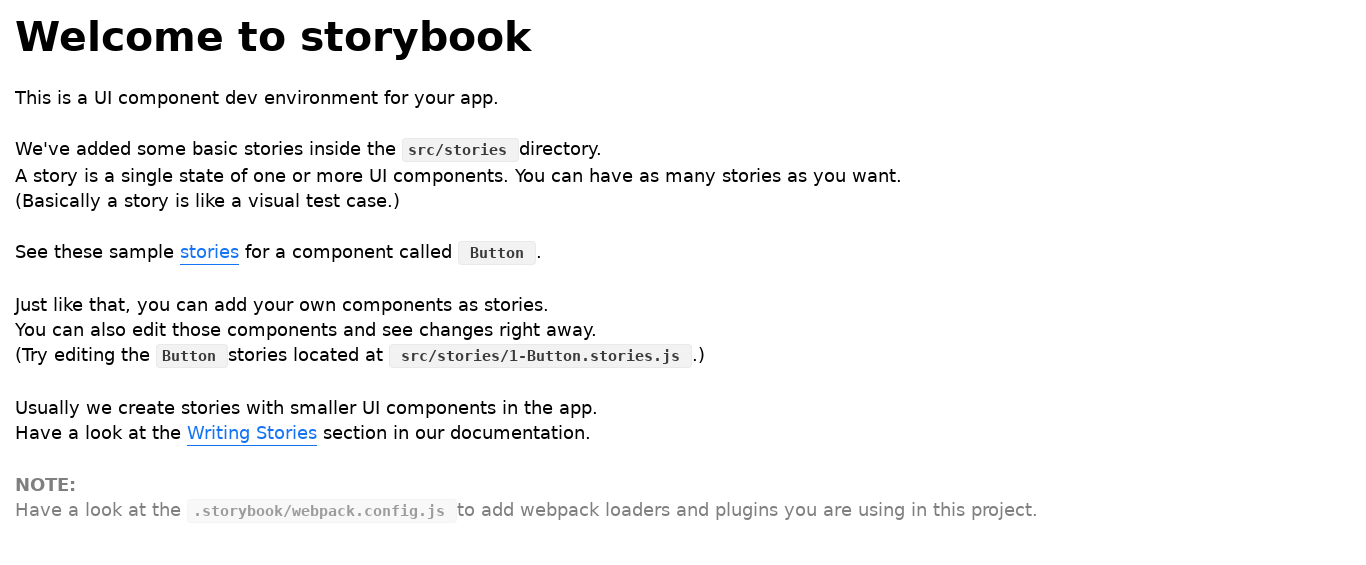 Welcome to storybook
This is a UI component dev environment for your app.
We've added some basic stories inside the src/stories directory.
A story is a single state of one or more UI components. You can have as many stories as you want.
(Basically a story is like a visual test case.)
See these sample stories for a component called Button .
Just like that, you can add your own components as stories.
You can also edit those components and see changes right away.
(Try editing the Button stories located at src/stories/1-Button.stories.js .)
Usually we create stories with smaller UI components in the app.
Have a look at the Writing Stories section in our documentation.
NOTE:
Have a look at the .storybook/webpack.config.js to add webpack loaders and plugins you are using in this project.